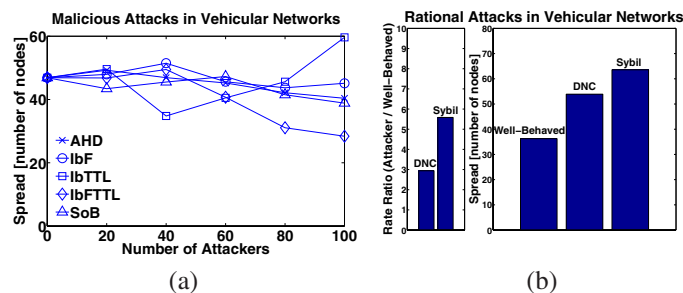 Malicious Attacks in Vehicular Networks
Spread [number of nodes]
60
40
20
0
AHD
IbF
IbTTL
IbFTTL
SoB
0 20 40 60 80 100
Number of Attackers
(a)
Rational Attacks in Vehicular Networks
Rate Ratio (Attacker / Well-Behaved)
10
9
8
7
6
5
4
3
2
1
0
DNC
Sybil
Spread [number of nodes]
80
70
60
50
40
30
20
10
0
Well-Behaved
DNC
Sybil
(b)